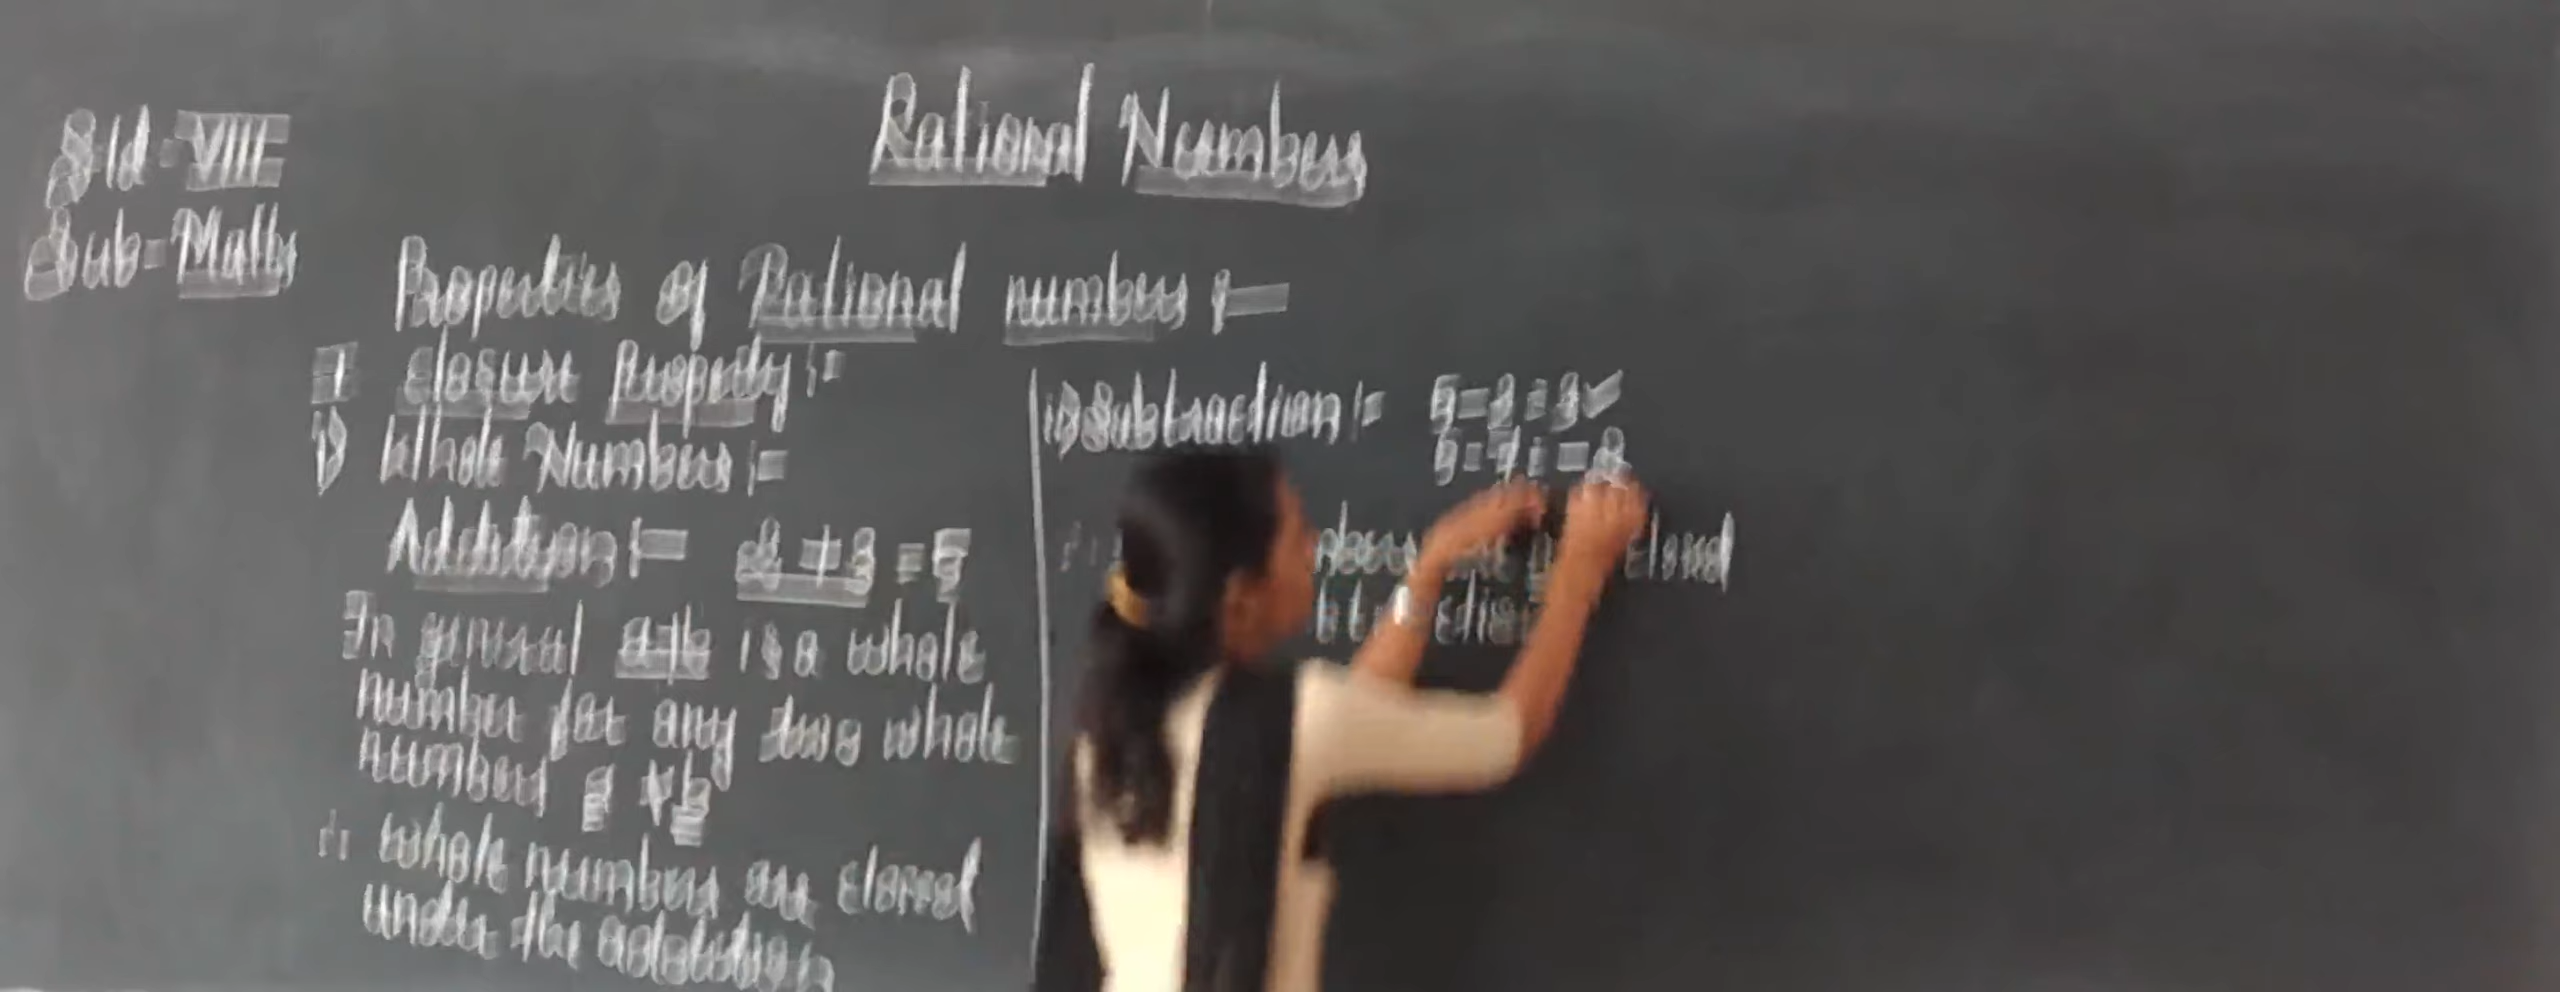 Rational Numbers
Std-VIII
Sub-Maths
Properties of Rational numbers :-
I Closure Property :-
i) Whole Numbers :-
Addition :- 2 + 3 = 5
In general a+b is a whole
number for any two whole
numbers a & b
∴ whole numbers are closed
under the addition
ii) Subtraction :- 5-2=3✓
closed